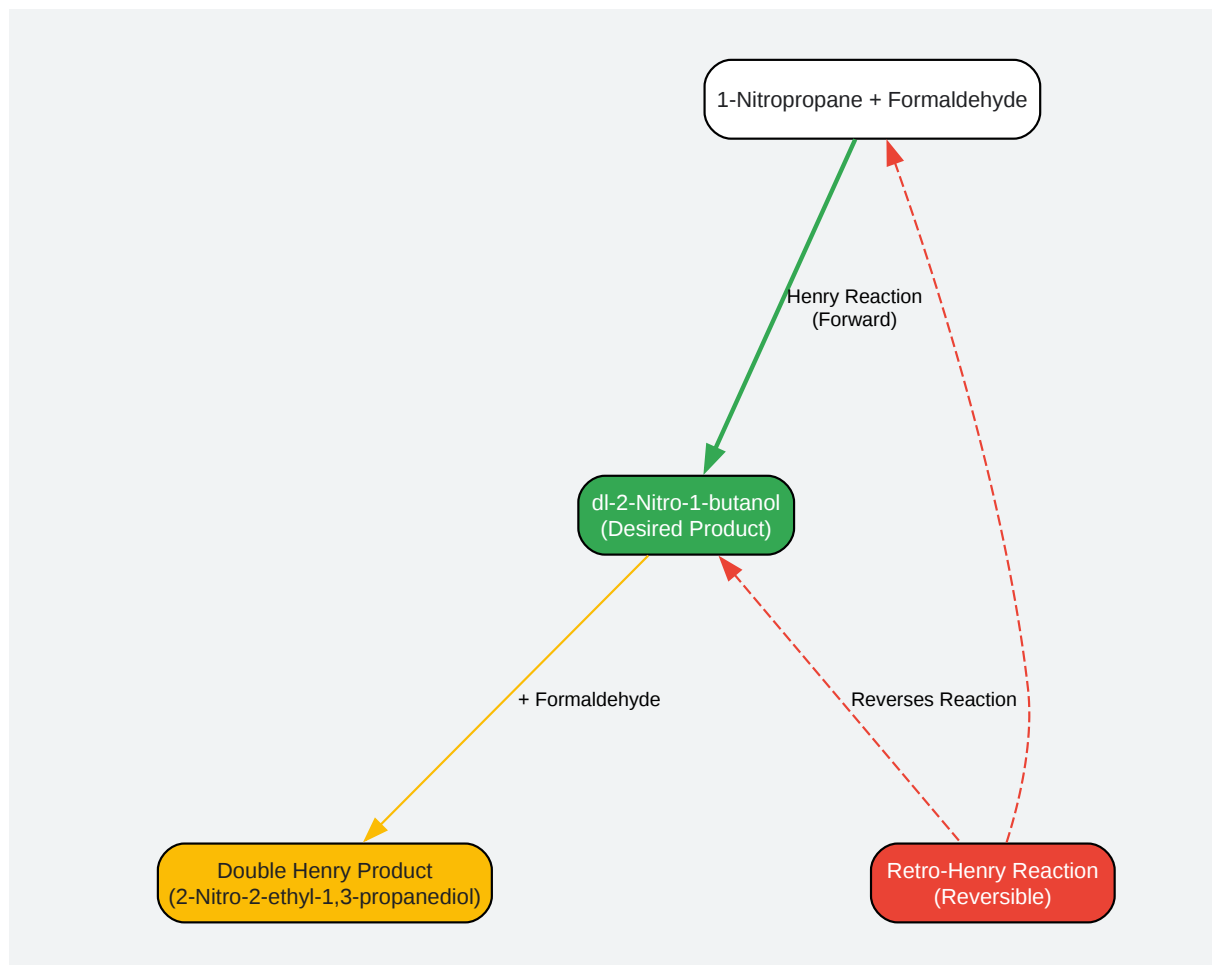 1-Nitropropane + Formaldehyde
Henry Reaction
(Forward)
dl-2-Nitro-1-butanol
(Desired Product)
+ Formaldehyde
Reverses Reaction
Double Henry Product
(2-Nitro-2-ethyl-1,3-propanediol)
Retro-Henry Reaction
(Reversible)